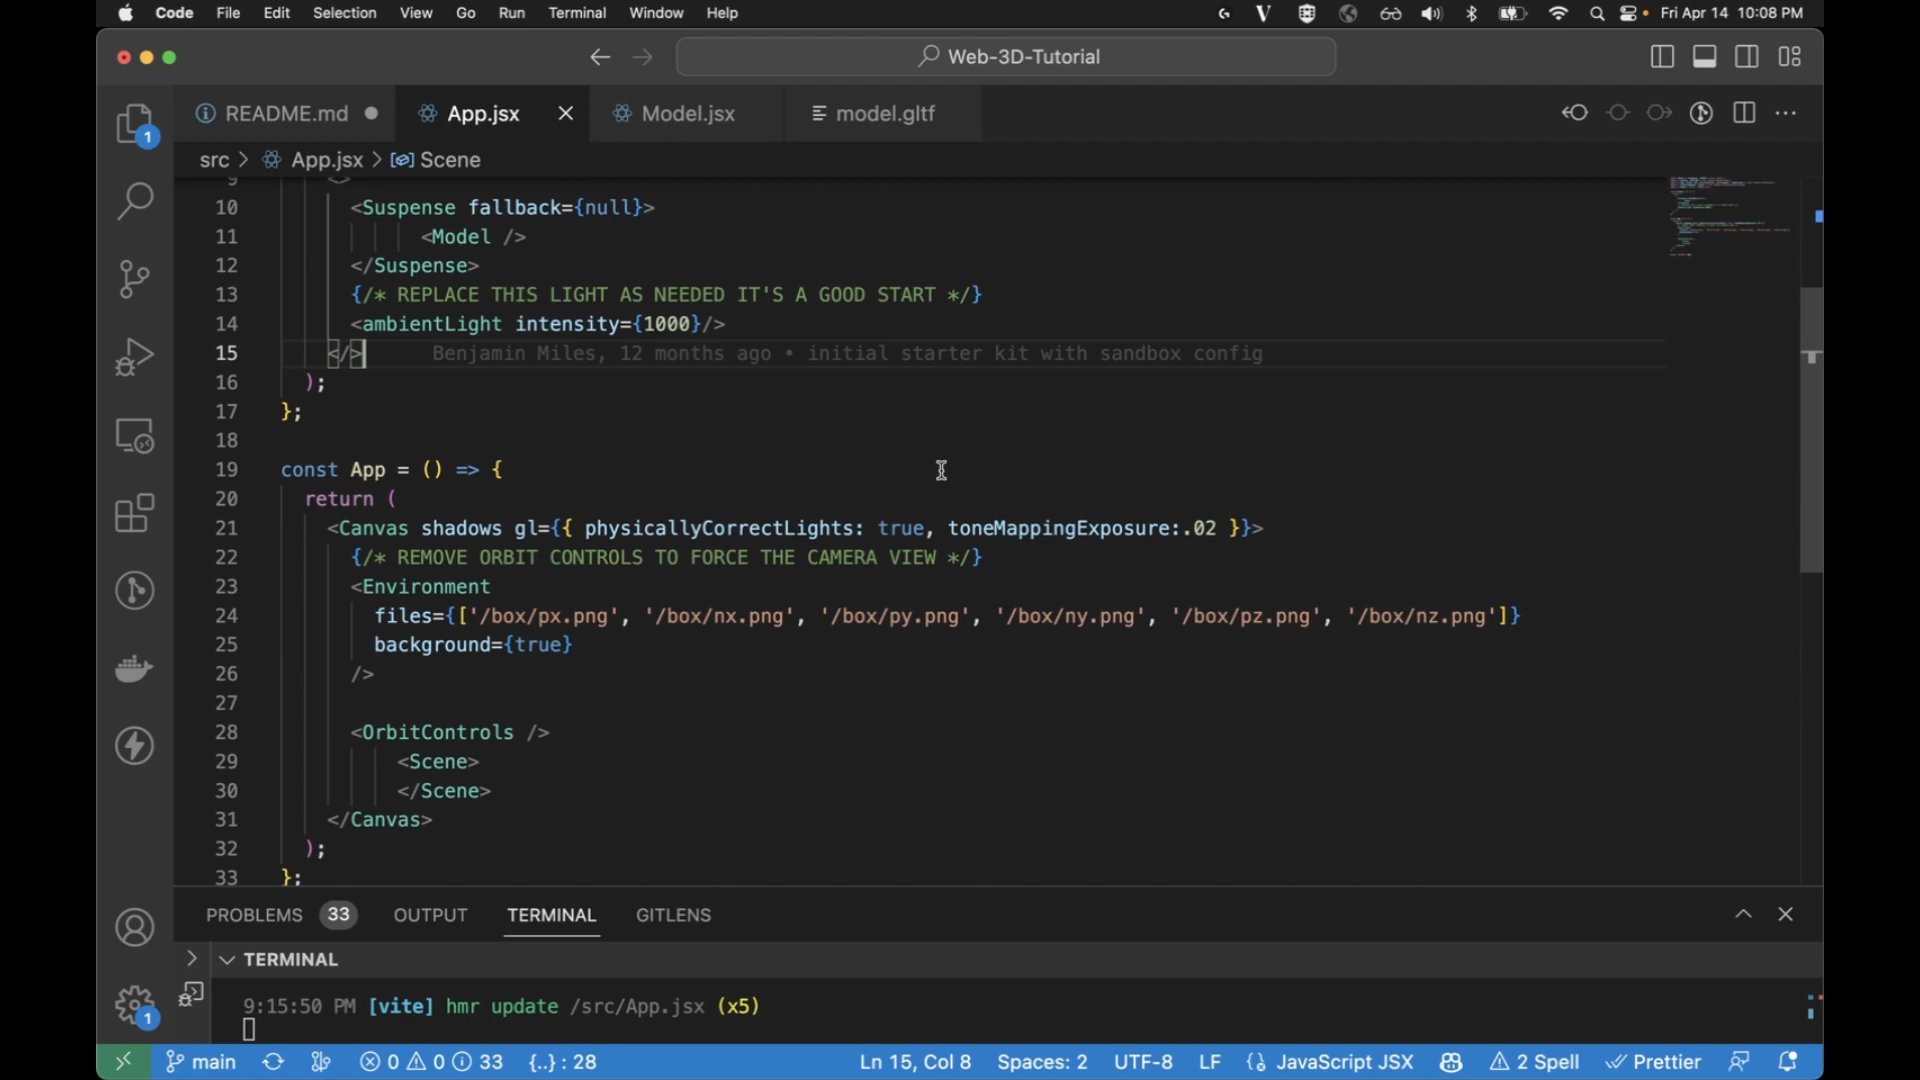 Code File Edit Selection View Go Run Terminal Window Help
Fri Apr 14 10:08 PM
Web-3D-Tutorial
README.md
App.jsx
Model.jsx
model.gltf
src > App.jsx > Scene
9 <>
10 <Suspense fallback={null}>
11 <Model />
12 </Suspense>
13 {/* REPLACE THIS LIGHT AS NEEDED IT'S A GOOD START */}
14 <ambientLight intensity={1000}/>
15 </> Benjamin Miles, 12 months ago • initial starter kit with sandbox config
16 );
17 };
18
19 const App = () => {
20 return (
21 <Canvas shadows gl={{ physicallyCorrectLights: true, toneMappingExposure:.02 }}>
22 {/* REMOVE ORBIT CONTROLS TO FORCE THE CAMERA VIEW */}
23 <Environment
24 files={['/box/px.png', '/box/nx.png', '/box/py.png', '/box/ny.png', '/box/pz.png', '/box/nz.png']}
25 background={true}
26 />
27
28 <OrbitControls />
29 <Scene>
30 </Scene>
31 </Canvas>
32 );
33 };
1
1
PROBLEMS 33 OUTPUT TERMINAL GITLENS
TERMINAL
9:15:50 PM [vite] hmr update /src/App.jsx (x5)
main 0 0 33 {..} : 28 Ln 15, Col 8 Spaces: 2 UTF-8 LF JavaScript JSX 2 Spell Prettier